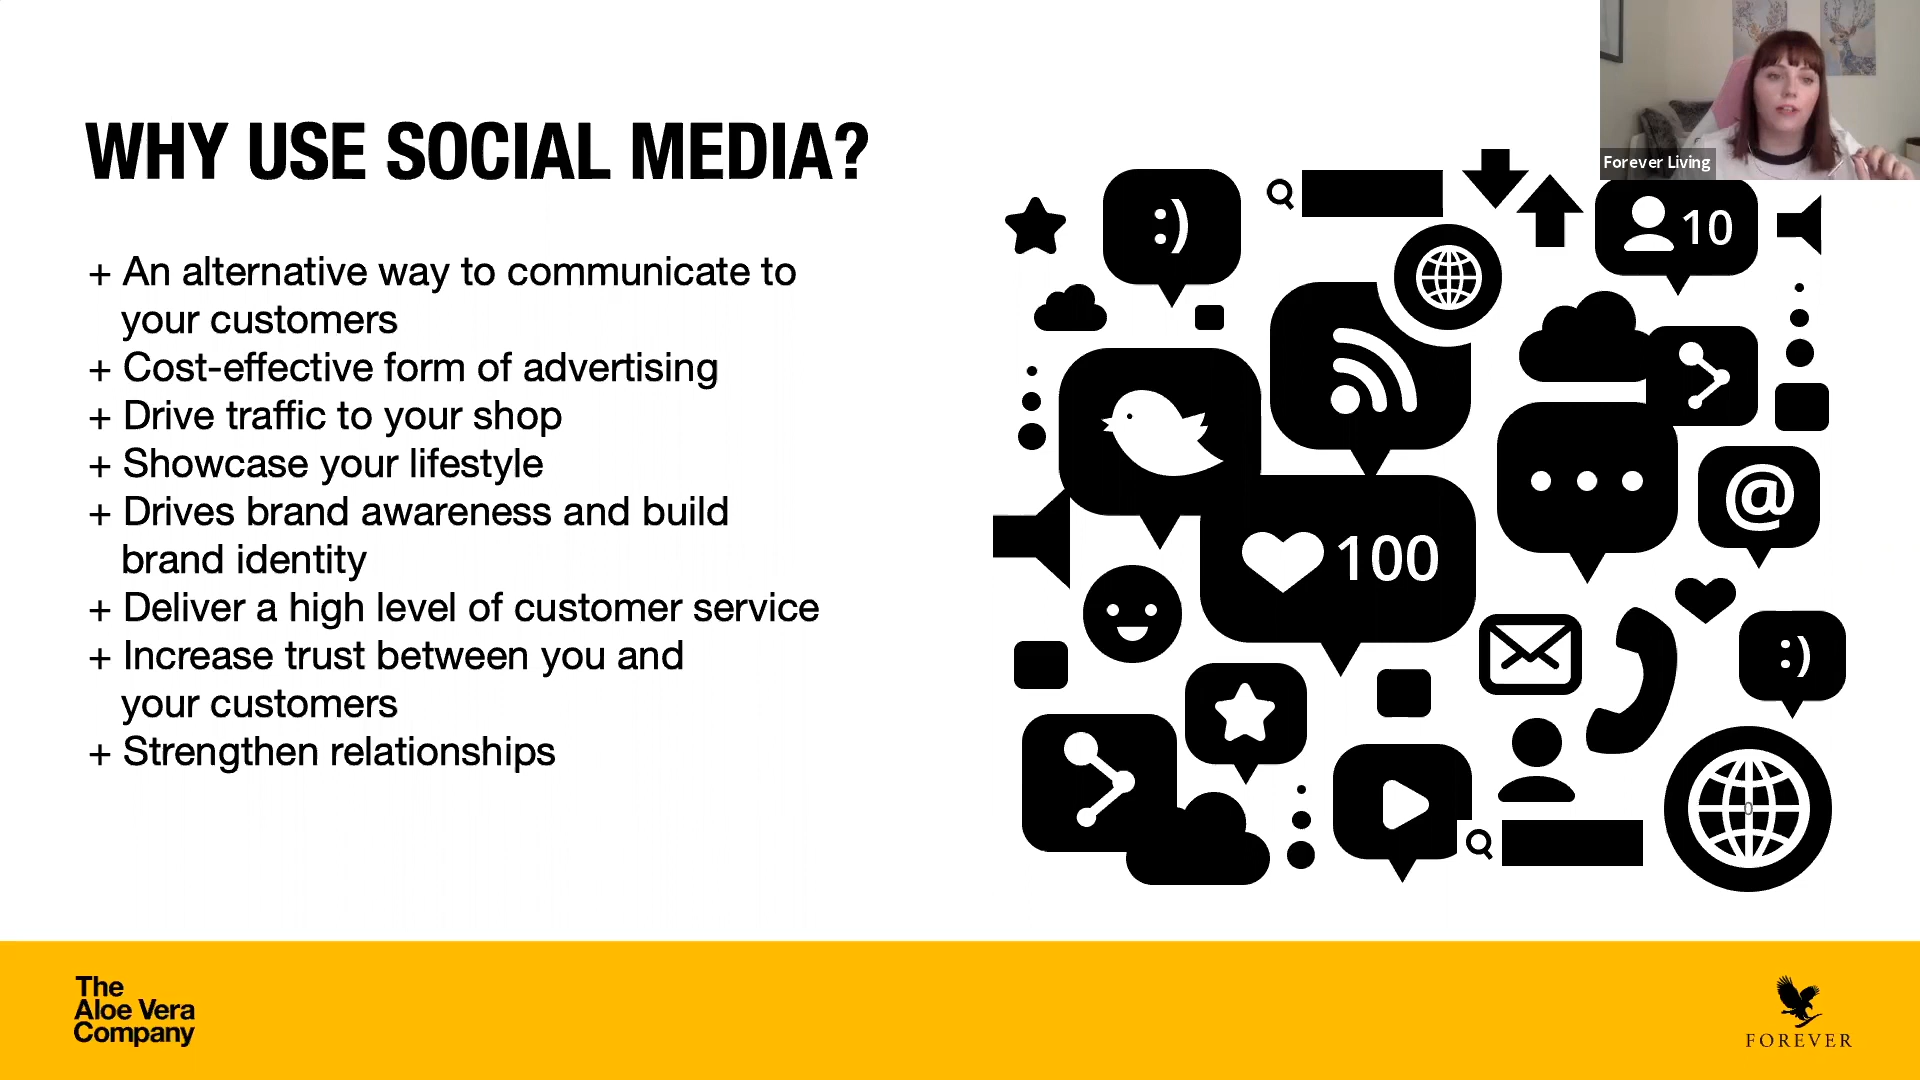 Forever Living
WHY USE SOCIAL MEDIA?
+ An alternative way to communicate to
your customers
+ Cost-effective form of advertising
+ Drive traffic to your shop
+ Showcase your lifestyle
+ Drives brand awareness and build
brand identity
+ Deliver a high level of customer service
+ Increase trust between you and
your customers
+ Strengthen relationships
:)
10
@
100
:)
The
Aloe Vera
Company
FOREVER